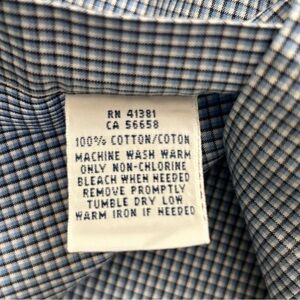 RN 41381
CA 56658
100% COTTON/COTON
MACHINE WASH WARM
ONLY NON-CHLORINE
BLEACH WHEN NEEDED
REMOVE PROMPTLY
TUMBLE DRY LOW
WARM IRON IF NEEDED